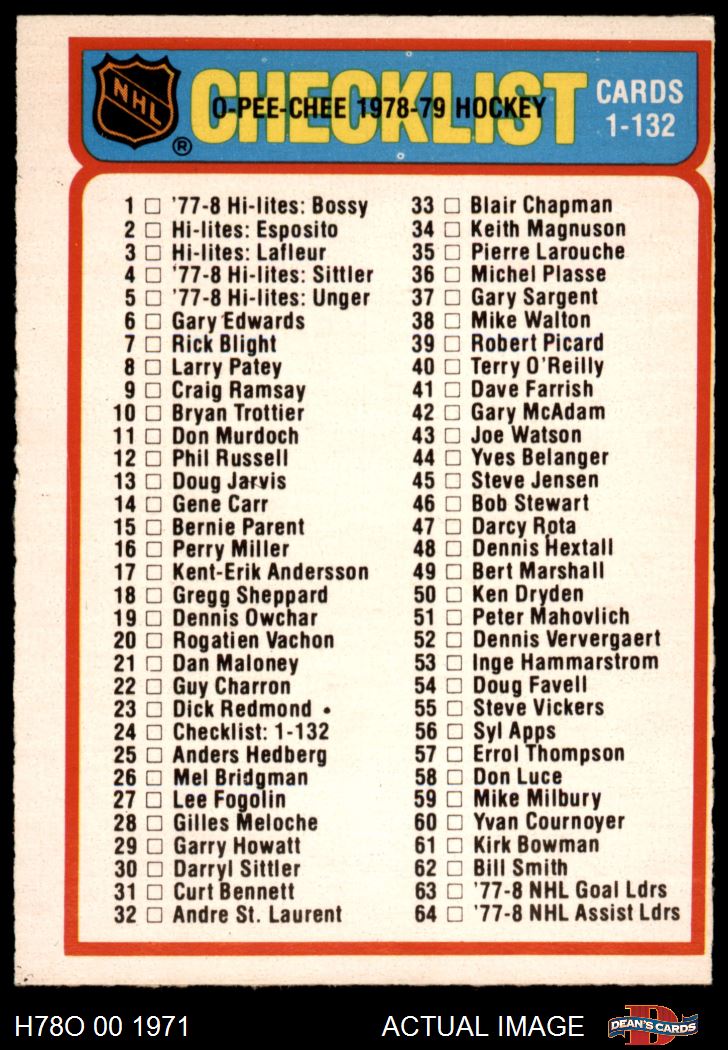 NHL
®
CHECKLIST
O-PEE-CHEE 1978-79 HOCKEY
CARDS
1-132
1 □ '77-8 Hi-lites: Bossy
2 □ Hi-lites: Esposito
3 □ Hi-lites: Lafleur
4 □ '77-8 Hi-lites: Sittler
5 □ '77-8 Hi-lites: Unger
6 □ Gary Edwards
7 □ Rick Blight
8 □ Larry Patey
9 □ Craig Ramsay
10 □ Bryan Trottier
11 □ Don Murdoch
12 □ Phil Russell
13 □ Doug Jarvis
14 □ Gene Carr
15 □ Bernie Parent
16 □ Perry Miller
17 □ Kent-Erik Andersson
18 □ Gregg Sheppard
19 □ Dennis Owchar
20 □ Rogatien Vachon
21 □ Dan Maloney
22 □ Guy Charron
23 □ Dick Redmond
24 □ Checklist: 1-132
25 □ Anders Hedberg
26 □ Mel Bridgman
27 □ Lee Fogolin
28 □ Gilles Meloche
29 □ Garry Howatt
30 □ Darryl Sittler
31 □ Curt Bennett
32 □ Andre St. Laurent
33 □ Blair Chapman
34 □ Keith Magnuson
35 □ Pierre Larouche
36 □ Michel Plasse
37 □ Gary Sargent
38 □ Mike Walton
39 □ Robert Picard
40 □ Terry O'Reilly
41 □ Dave Farrish
42 □ Gary McAdam
43 □ Joe Watson
44 □ Yves Belanger
45 □ Steve Jensen
46 □ Bob Stewart
47 □ Darcy Rota
48 □ Dennis Hextall
49 □ Bert Marshall
50 □ Ken Dryden
51 □ Peter Mahovlich
52 □ Dennis Ververgaert
53 □ Inge Hammarstrom
54 □ Doug Favell
55 □ Steve Vickers
56 □ Syl Apps
57 □ Errol Thompson
58 □ Don Luce
59 □ Mike Milbury
60 □ Yvan Cournoyer
61 □ Kirk Bowman
62 □ Bill Smith
63 □ '77-8 NHL Goal Ldrs
64 □ '77-8 NHL Assist Ldrs
H78O 00 1971
ACTUAL IMAGE
D
DEAN'S CARDS